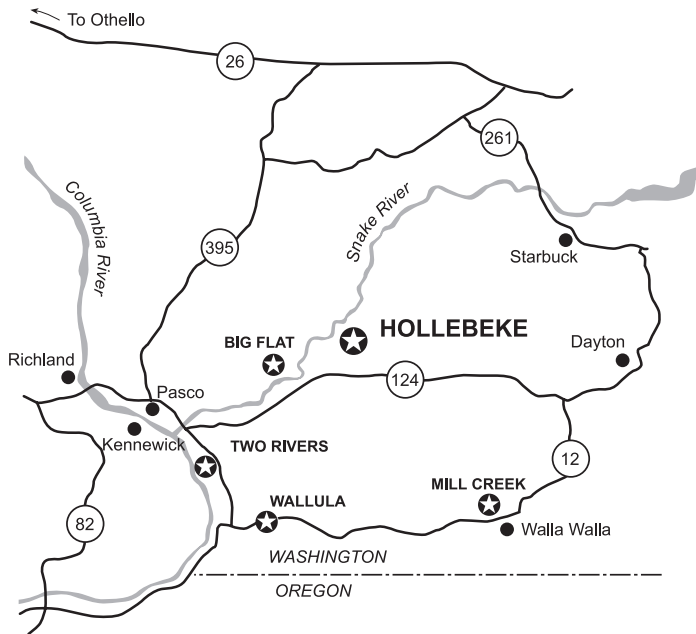 To Othello
26
261
Columbia River
Snake River
395
Starbuck
HOLLEBEKE
BIG FLAT
Dayton
Richland
124
Pasco
Kennewick
TWO RIVERS
12
MILL CREEK
WALLULA
82
Walla Walla
WASHINGTON
OREGON